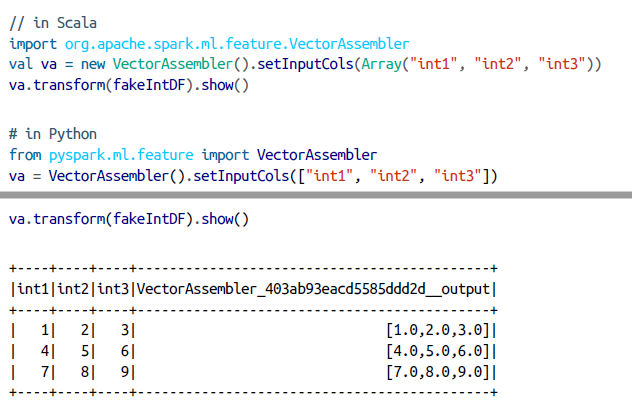 // in Scala
import org.apache.spark.ml.feature.VectorAssembler
val va = new VectorAssembler().setInputCols(Array("int1", "int2", "int3"))
va.transform(fakeIntDF).show()
# in Python
from pyspark.ml.feature import VectorAssembler
va = VectorAssembler().setInputCols(["int1", "int2", "int3"])
va.transform(fakeIntDF).show()
+----+----+----+--------------------------------------------+
|int1|int2|int3|VectorAssembler_403ab93eacd5585ddd2d__output|
+----+----+----+--------------------------------------------+
|   1|   2|   3|                               [1.0,2.0,3.0]|
|   4|   5|   6|                               [4.0,5.0,6.0]|
|   7|   8|   9|                               [7.0,8.0,9.0]|
+----+----+----+--------------------------------------------+